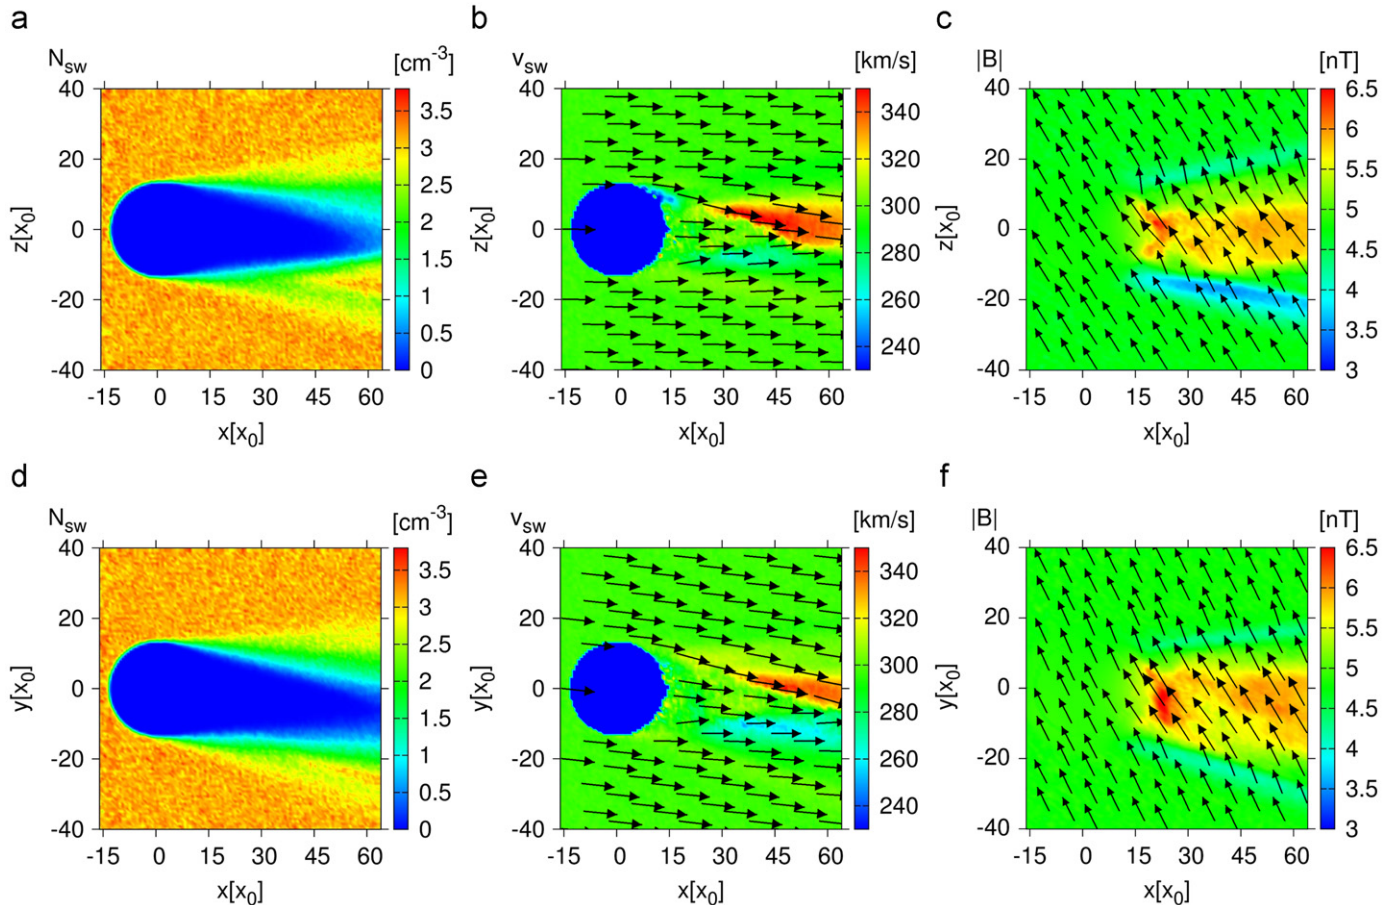 a b c
N_sw [cm^-3] v_sw [km/s] |B| [nT]
40 40 340 40 6.5
3.5
6
20 3 20 320 20
2.5 5.5
z[x_0] 0 2 z[x_0] 0 300 z[x_0] 0 5
1.5 280 4.5
-20 1 -20 260 -20 4
0.5 240 3.5
-40 0 -40 -40 3
-15 0 15 30 45 60 -15 0 15 30 45 60 -15 0 15 30 45 60
x[x_0] x[x_0] x[x_0]
d e f
N_sw [cm^-3] v_sw [km/s] |B| [nT]
40 40 340 40 6.5
3.5
6
20 3 20 320 20
2.5 5.5
y[x_0] 0 2 y[x_0] 0 300 y[x_0] 0 5
1.5 280 4.5
-20 1 -20 260 -20 4
0.5 240 3.5
-40 0 -40 -40 3
-15 0 15 30 45 60 -15 0 15 30 45 60 -15 0 15 30 45 60
x[x_0] x[x_0] x[x_0]